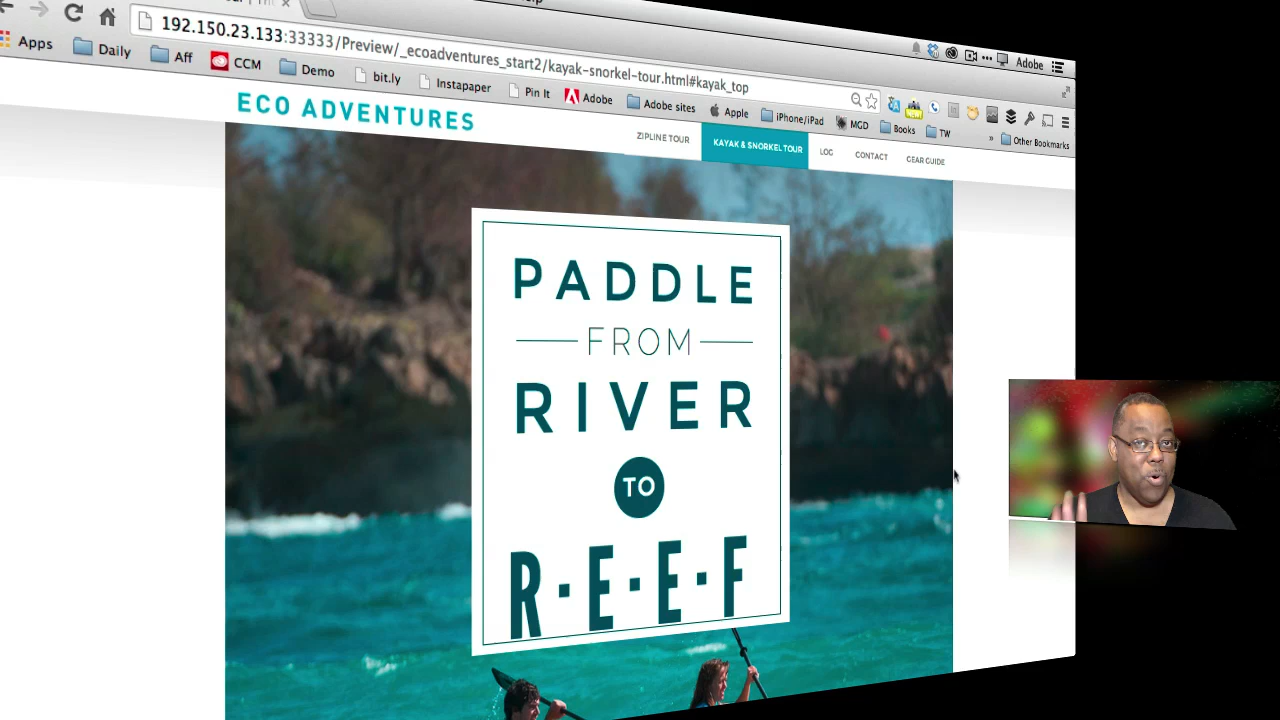 Adobe
192.150.23.133:33333/Preview/_ecoadventures_start2/kayak-snorkel-tour.html#kayak_top
Apps
Daily
Aff
CCM
Demo
bit.ly
Instapaper
Pin It
Adobe
Adobe sites
Apple
iPhone/iPad
MGD
Books
TW
»
Other Bookmarks
ECO ADVENTURES
ZIPLINE TOUR
KAYAK & SNORKEL TOUR
LOG
CONTACT
GEAR GUIDE
PADDLE
FROM
RIVER
TO
R·E·E·F